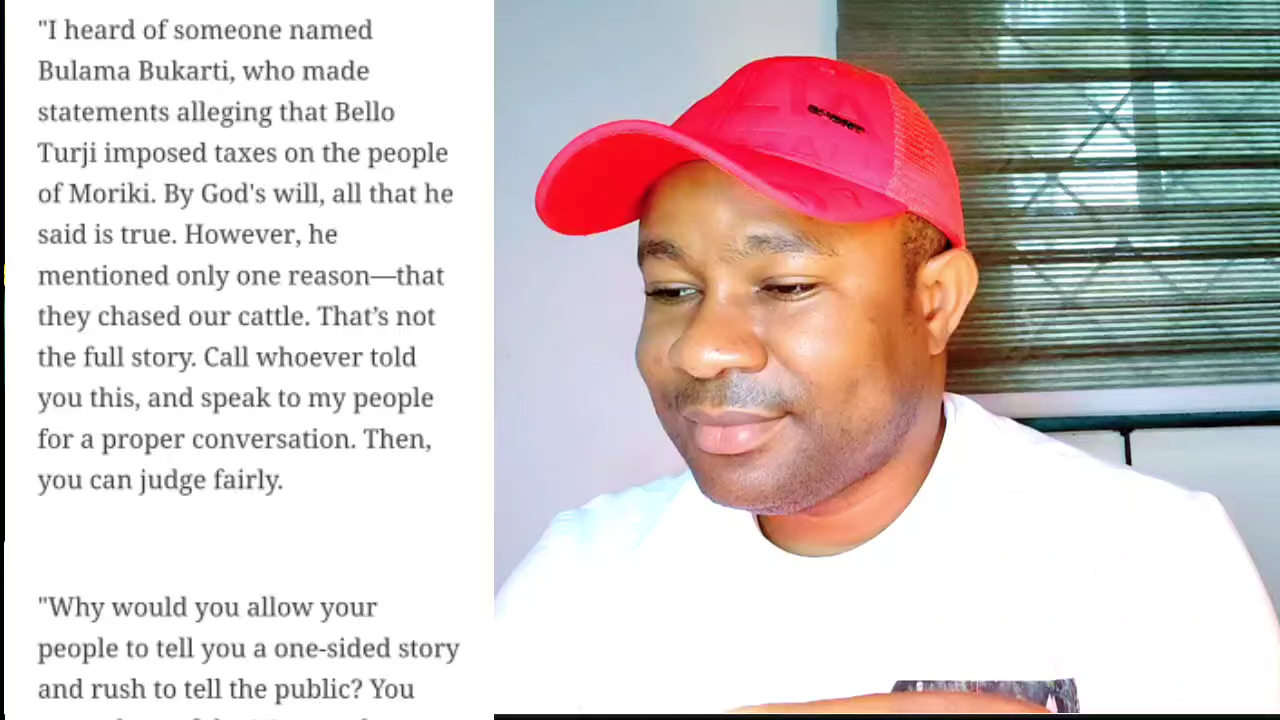 "I heard of someone named
Bulama Bukarti, who made
statements alleging that Bello
Turji imposed taxes on the people
of Moriki. By God's will, all that he
said is true. However, he
mentioned only one reason—that
they chased our cattle. That’s not
the full story. Call whoever told
you this, and speak to my people
for a proper conversation. Then,
you can judge fairly.
"Why would you allow your
people to tell you a one-sided story
and rush to tell the public? You